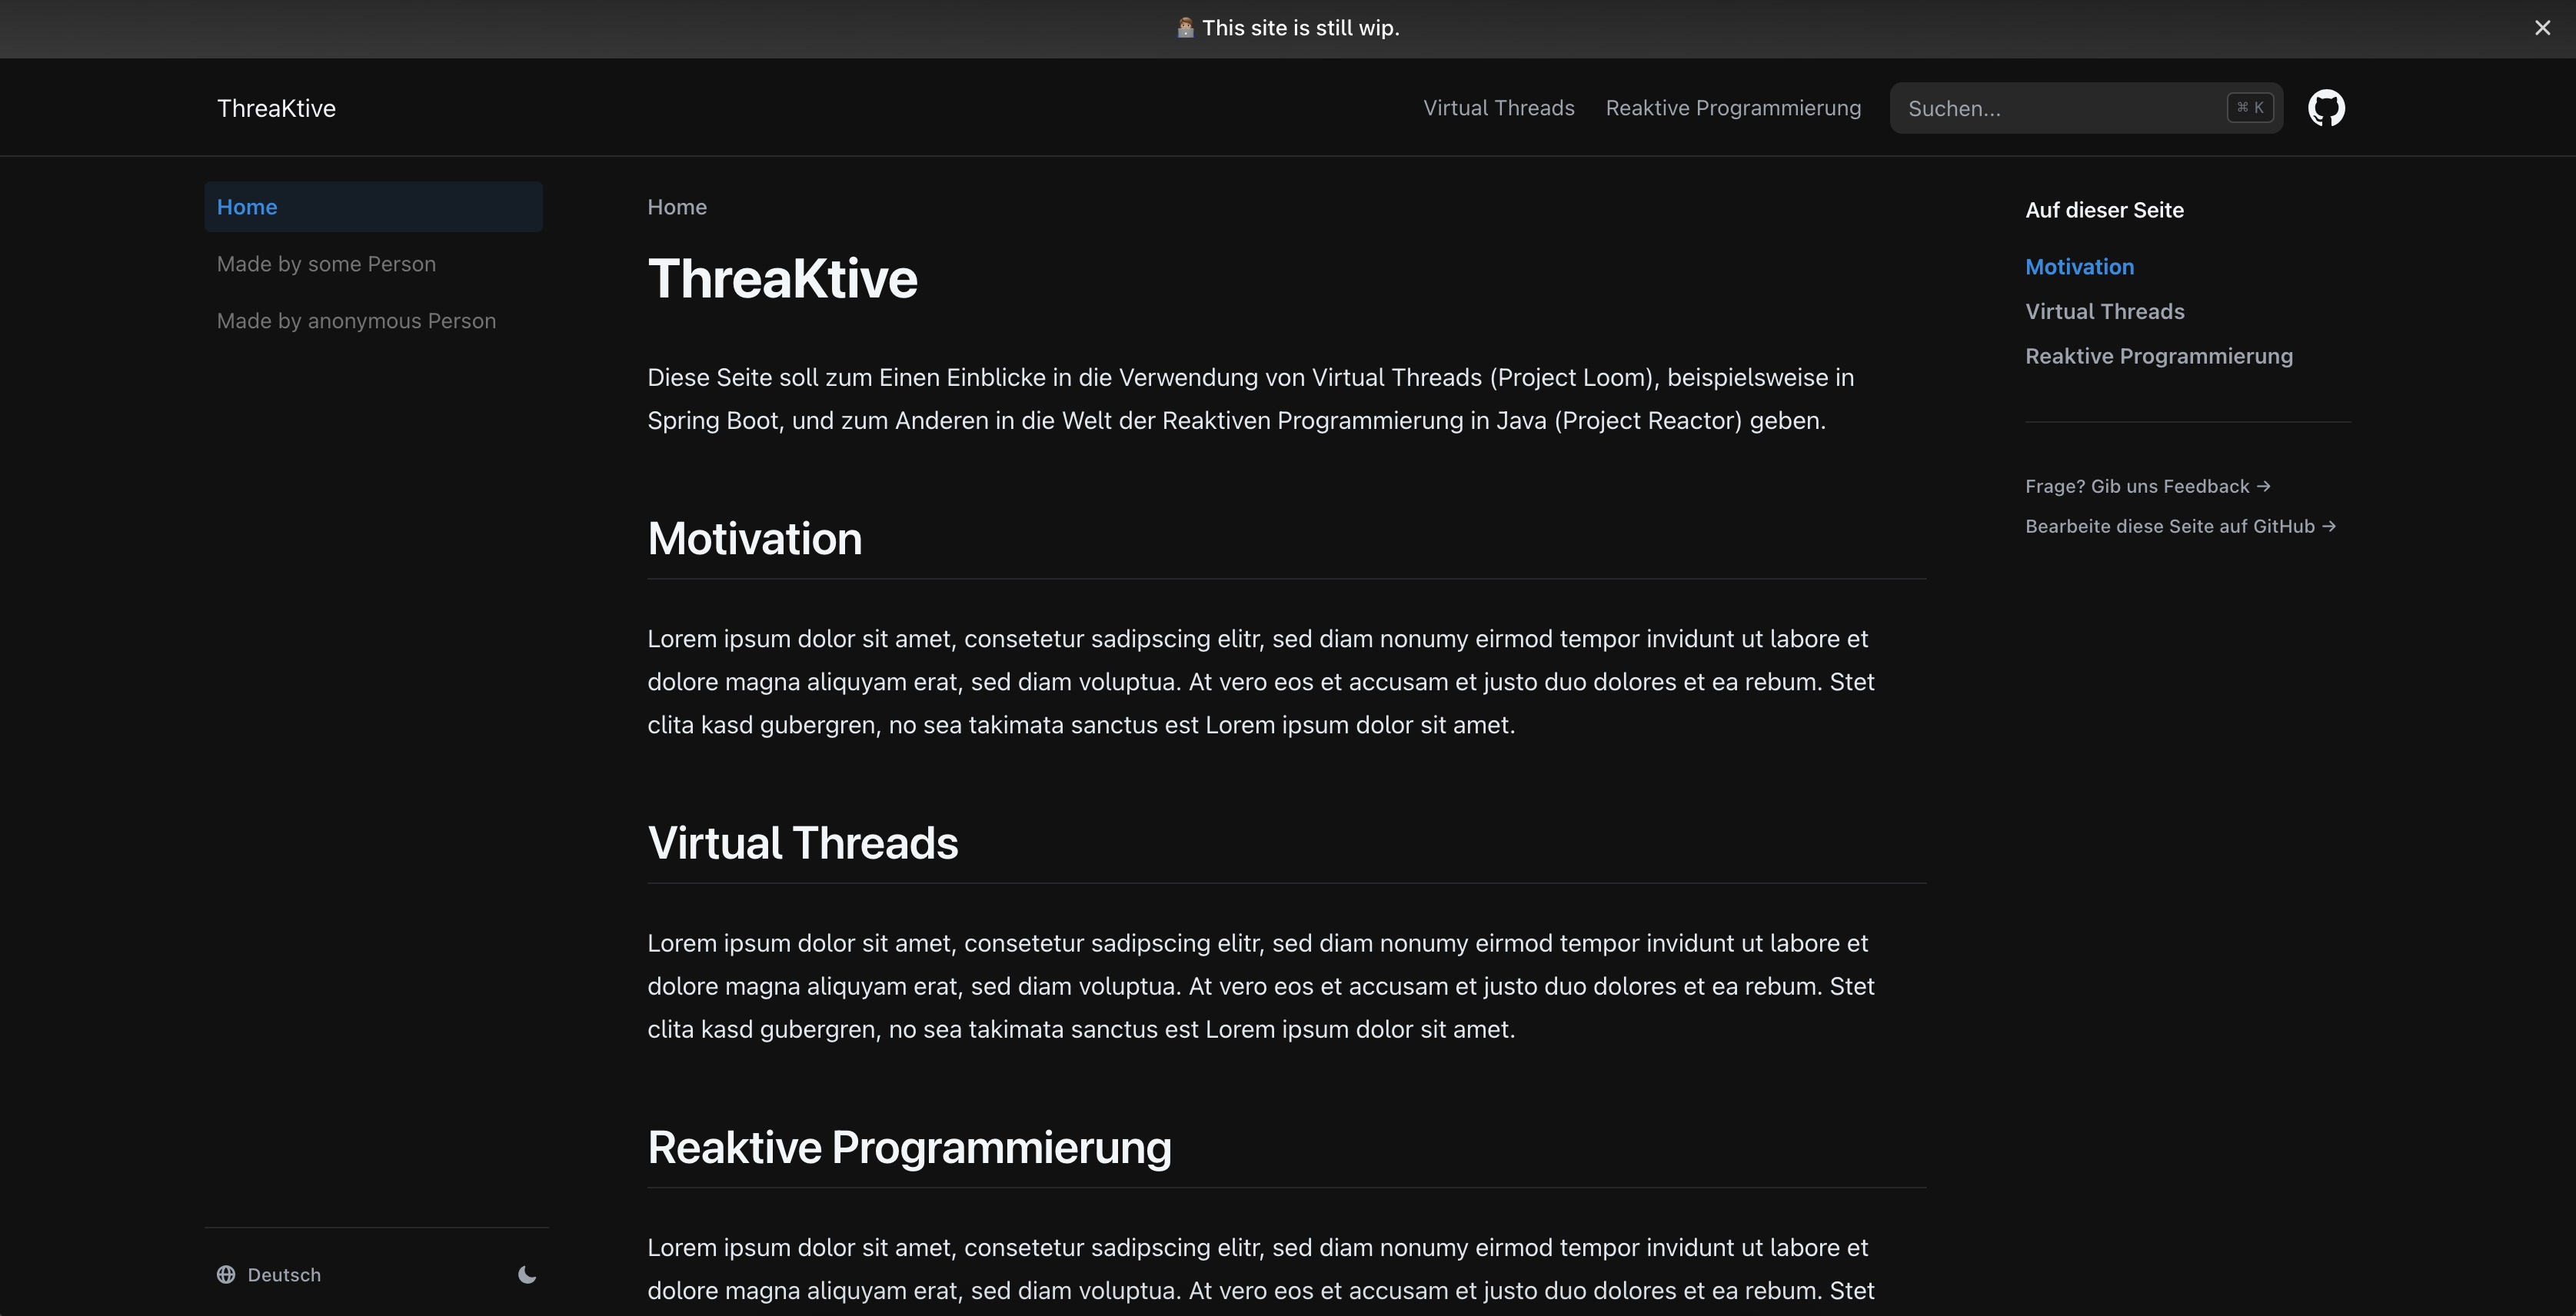 This site is still wip.
ThreaKtive
Virtual Threads
Reaktive Programmierung
Suchen...
⌘ K
Home
Made by some Person
Made by anonymous Person
Home
ThreaKtive
Diese Seite soll zum Einen Einblicke in die Verwendung von Virtual Threads (Project Loom), beispielsweise in
Spring Boot, und zum Anderen in die Welt der Reaktiven Programmierung in Java (Project Reactor) geben.
Motivation
Lorem ipsum dolor sit amet, consetetur sadipscing elitr, sed diam nonumy eirmod tempor invidunt ut labore et
dolore magna aliquyam erat, sed diam voluptua. At vero eos et accusam et justo duo dolores et ea rebum. Stet
clita kasd gubergren, no sea takimata sanctus est Lorem ipsum dolor sit amet.
Virtual Threads
Lorem ipsum dolor sit amet, consetetur sadipscing elitr, sed diam nonumy eirmod tempor invidunt ut labore et
dolore magna aliquyam erat, sed diam voluptua. At vero eos et accusam et justo duo dolores et ea rebum. Stet
clita kasd gubergren, no sea takimata sanctus est Lorem ipsum dolor sit amet.
Reaktive Programmierung
Lorem ipsum dolor sit amet, consetetur sadipscing elitr, sed diam nonumy eirmod tempor invidunt ut labore et
dolore magna aliquyam erat, sed diam voluptua. At vero eos et accusam et justo duo dolores et ea rebum. Stet
Auf dieser Seite
Motivation
Virtual Threads
Reaktive Programmierung
Frage? Gib uns Feedback →
Bearbeite diese Seite auf GitHub →
Deutsch